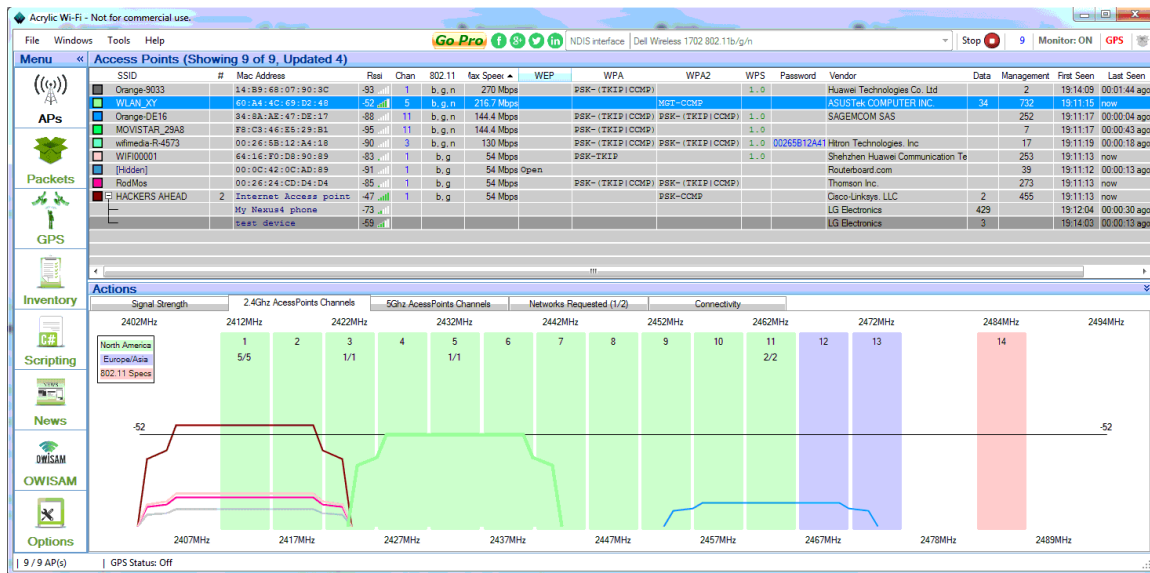 Acrylic Wi-Fi - Not for commercial use.
File Windows Tools Help Go Pro NDIS interface Dell Wireless 1702 802.11b/g/n Stop 9 Monitor: ON GPS
Menu « Access Points (Showing 9 of 9, Updated 4)
SSID # Mac Address Rssi Chan 802.11 Max Speed WEP WPA WPA2 WPS Password Vendor Data Management First Seen Last Seen
Orange-9033 14:B9:68:07:90:3C -93 1 b, g, n 270 Mbps PSK-(TKIP|CCMP) 1.0 Huawei Technologies Co. Ltd 2 19:14:09 00:01:44 ago
WLAN_XY 60:A4:4C:69:D2:48 -52 5 b, g, n 216.7 Mbps MGT-CCMP ASUSTek COMPUTER INC. 34 732 19:11:15 now
Orange-DE16 34:8A:AE:47:DE:17 -88 11 b, g, n 144.4 Mbps PSK-(TKIP|CCMP) PSK-(TKIP|CCMP) 1.0 SAGEMCOM SAS 252 19:11:17 00:00:04 ago
MOVISTAR_29A8 F8:C3:46:E5:29:B1 -95 11 b, g, n 144.4 Mbps PSK-(TKIP|CCMP) 1.0 7 19:11:17 00:00:43 ago
wifimedia-R-4573 00:26:5B:12:A4:18 -90 3 b, g, n 130 Mbps PSK-(TKIP|CCMP) PSK-(TKIP|CCMP) 1.0 00265B12A41 Hitron Technologies. Inc 17 19:11:19 00:00:18 ago
WIFI00001 64:16:F0:D8:90:89 -83 1 b, g 54 Mbps PSK-TKIP 1.0 Shehzhen Huawei Communication Te 253 19:11:13 now
[Hidden] 00:0C:42:0C:AD:89 -91 1 b, g 54 Mbps Open Routerboard.com 39 19:11:12 00:00:13 ago
RodMos 00:26:24:CD:D4:D4 -85 1 b, g 54 Mbps PSK-(TKIP|CCMP) PSK-(TKIP|CCMP) Thomson Inc. 273 19:11:13 now
HACKERS AHEAD 2 Internet Access point -47 1 b, g 54 Mbps PSK-CCMP Cisco-Linksys. LLC 2 455 19:11:13 now
My Nexus4 phone -73 LG Electronics 429 19:12:04 00:00:30 ago
test device -59 LG Electronics 3 19:14:03 00:00:13 ago
APs
Packets
GPS
Inventory
Scripting
News
OWISAM
OWISAM
Options
C#
Actions
Signal Strength 2.4Ghz AcessPoints Channels 5Ghz AcessPoints Channels Networks Requested (1/2) Connectivity
2402MHz 2412MHz 2422MHz 2432MHz 2442MHz 2452MHz 2462MHz 2472MHz 2484MHz 2494MHz
North America 1 2 3 4 5 6 7 8 9 10 11 12 13 14
Europe/Asia 5/5 1/1 1/1 2/2
802.11 Specs
-52 -52
2407MHz 2417MHz 2427MHz 2437MHz 2447MHz 2457MHz 2467MHz 2478MHz 2489MHz
9 / 9 AP(s) GPS Status: Off